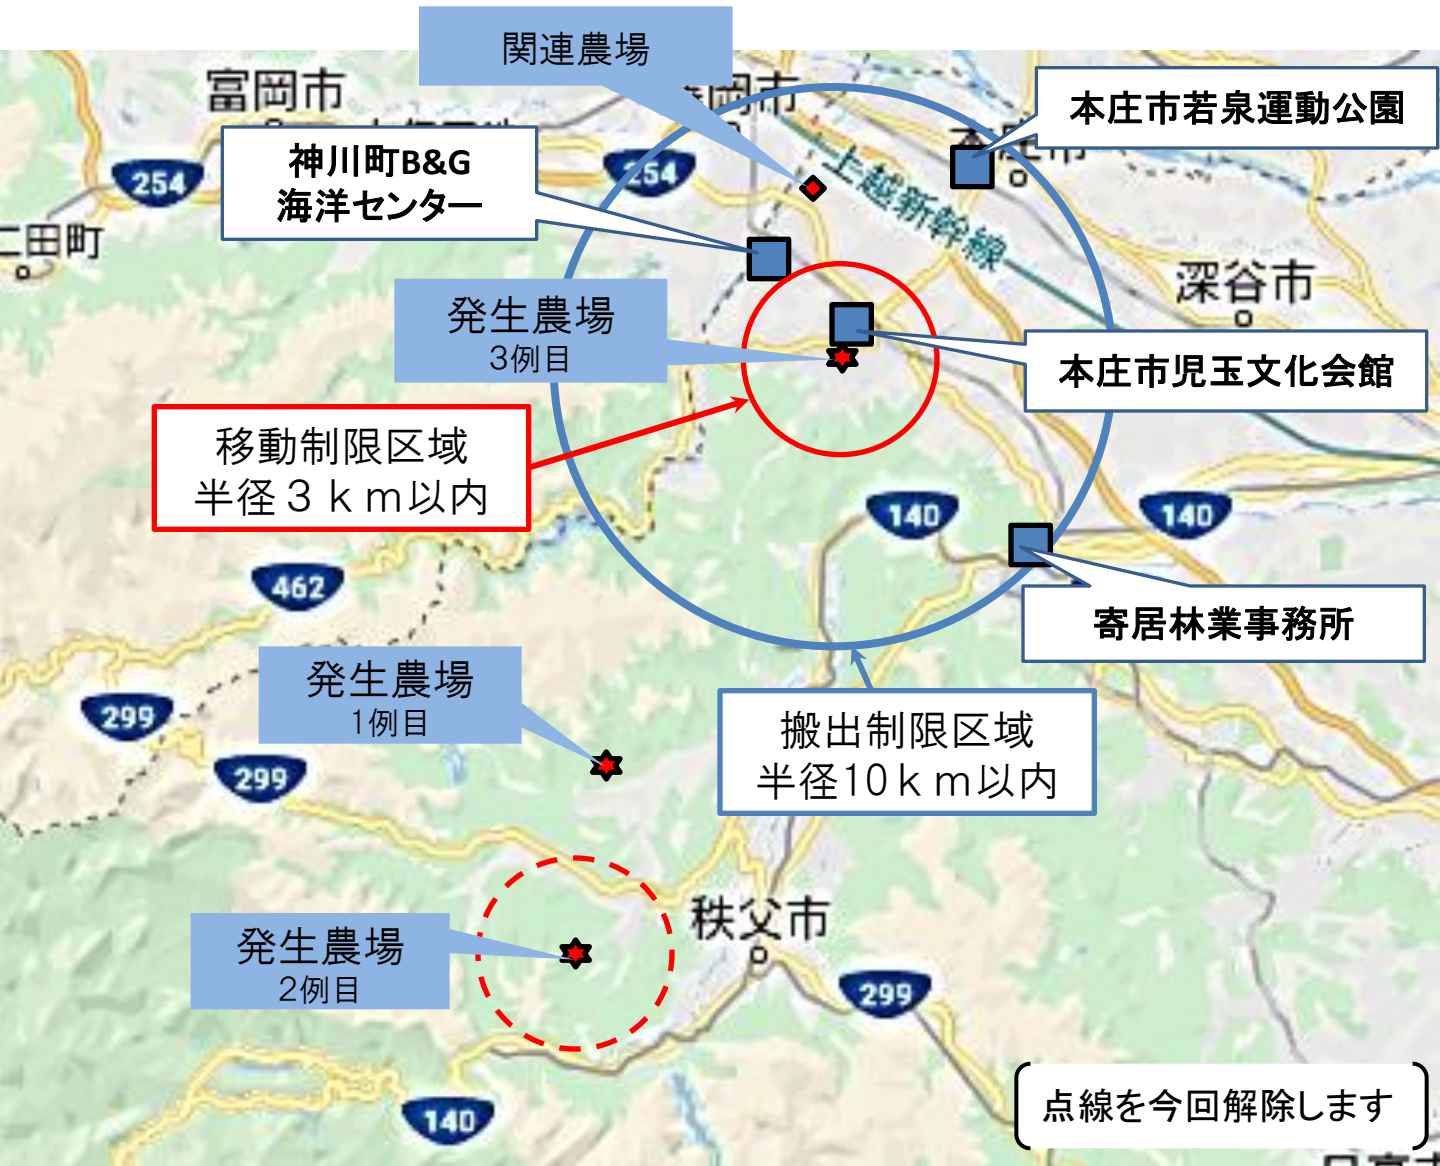 関連農場
富岡市
岡市
本庄市若泉運動公園
神川町B&G
海洋センター
254
254
上越新幹線
田町
深谷市
発生農場
3例目
本庄市児玉文化会館
移動制限区域
半径３ｋｍ以内
140
140
462
寄居林業事務所
発生農場
1例目
299
299
搬出制限区域
半径10ｋｍ以内
秩父市
発生農場
2例目
299
140
点線を今回解除します